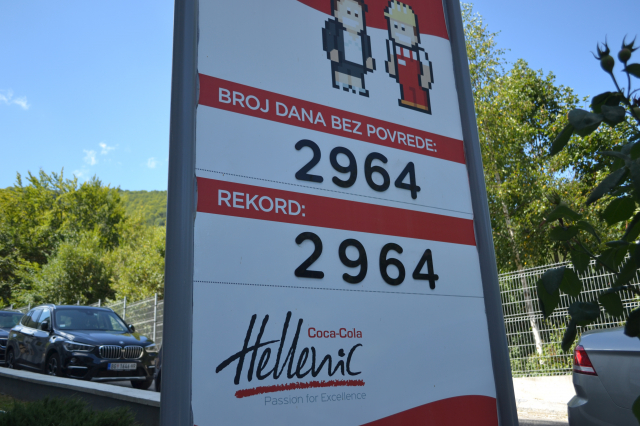 BROJ DANA BEZ POVREDE:
2964
REKORD:
2964
Coca-Cola
Hellenic
Passion for Excellence